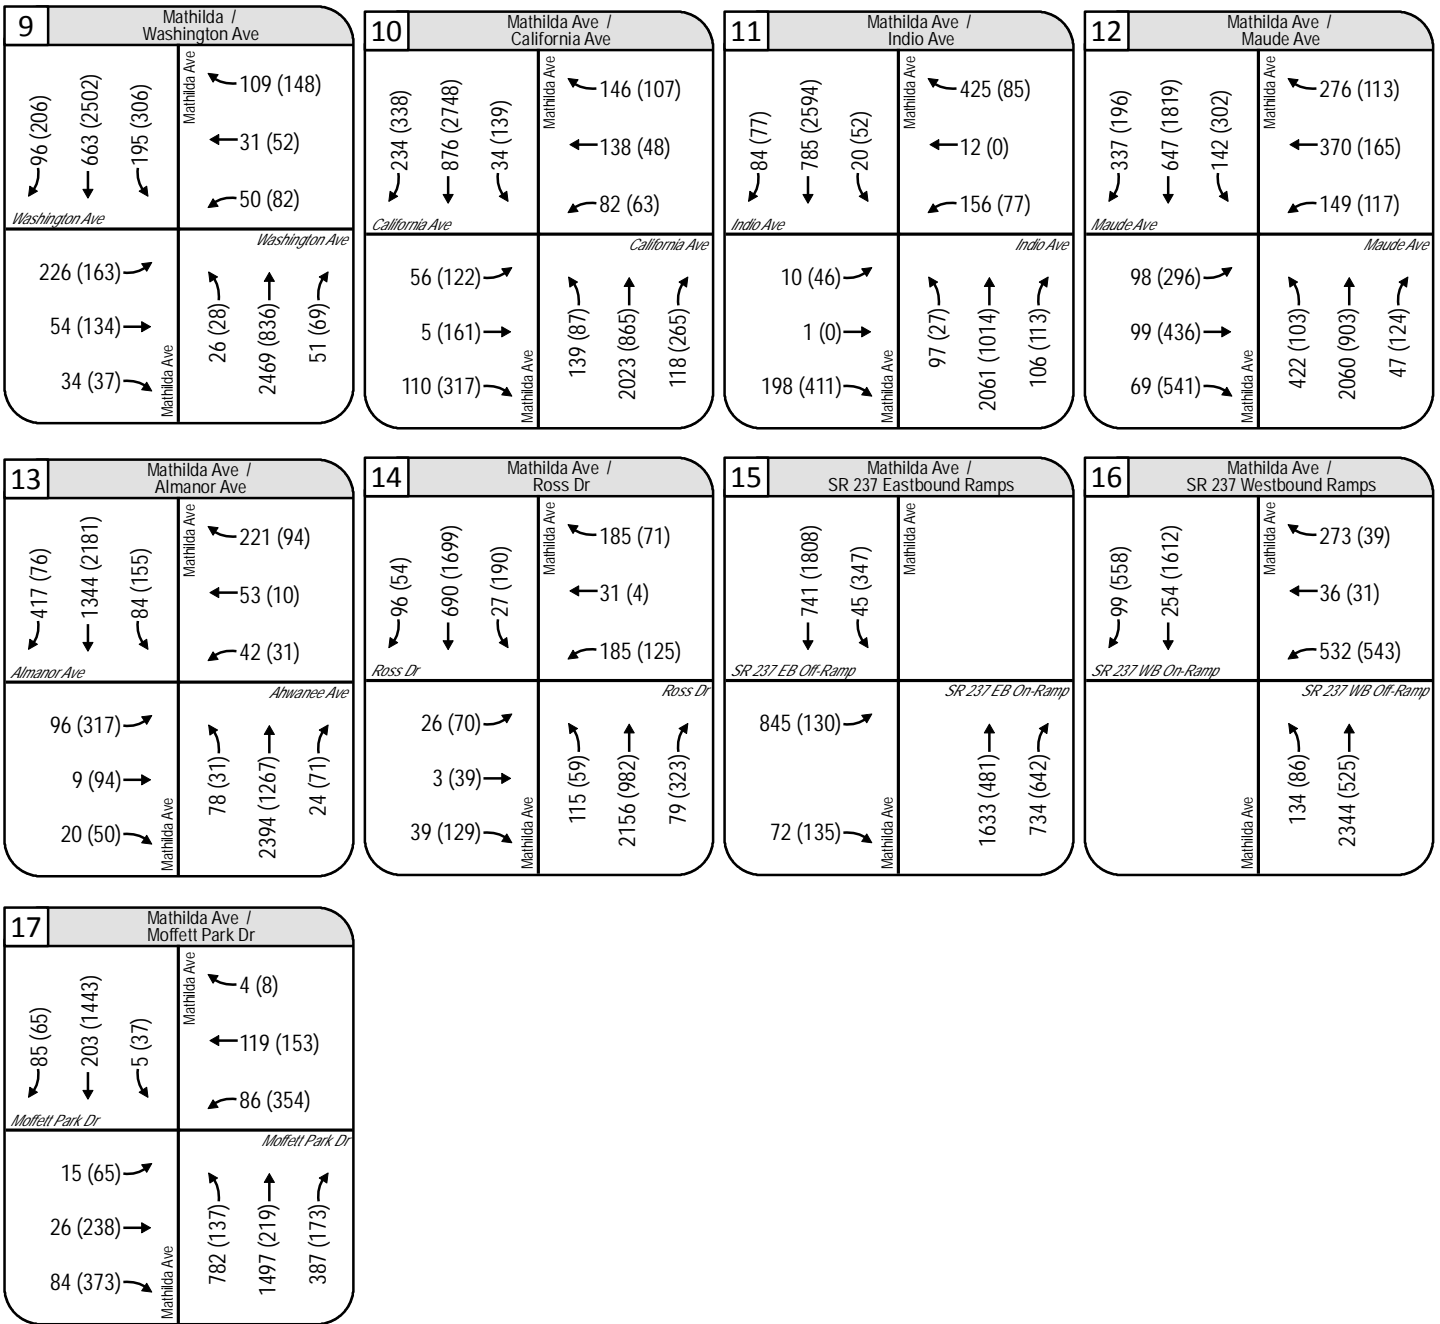 9
Mathilda /
Washington Ave
96 (206)
663 (2502)
195 (306)
Mathilda Ave
109 (148)
31 (52)
50 (82)
Washington Ave
Washington Ave
226 (163)
54 (134)
34 (37)
Mathilda Ave
26 (28)
2469 (836)
51 (69)
10
Mathilda Ave /
California Ave
234 (338)
876 (2748)
34 (139)
Mathilda Ave
146 (107)
138 (48)
82 (63)
California Ave
California Ave
56 (122)
5 (161)
110 (317)
Mathilda Ave
139 (87)
2023 (865)
118 (265)
11
Mathilda Ave /
Indio Ave
84 (77)
785 (2594)
20 (52)
Mathilda Ave
425 (85)
12 (0)
156 (77)
Indio Ave
Indio Ave
10 (46)
1 (0)
198 (411)
Mathilda Ave
97 (27)
2061 (1014)
106 (113)
12
Mathilda Ave /
Maude Ave
337 (196)
647 (1819)
142 (302)
Mathilda Ave
276 (113)
370 (165)
149 (117)
Maude Ave
Maude Ave
98 (296)
99 (436)
69 (541)
Mathilda Ave
422 (103)
2060 (903)
47 (124)
13
Mathilda Ave /
Almanor Ave
417 (76)
1344 (2181)
84 (155)
Mathilda Ave
221 (94)
53 (10)
42 (31)
Almanor Ave
Ahwanee Ave
96 (317)
9 (94)
20 (50)
Mathilda Ave
78 (31)
2394 (1267)
24 (71)
14
Mathilda Ave /
Ross Dr
96 (54)
690 (1699)
27 (190)
Mathilda Ave
185 (71)
31 (4)
185 (125)
Ross Dr
Ross Dr
26 (70)
3 (39)
39 (129)
Mathilda Ave
115 (59)
2156 (982)
79 (323)
15
Mathilda Ave /
SR 237 Eastbound Ramps
741 (1808)
45 (347)
Mathilda Ave
SR 237 EB Off-Ramp
SR 237 EB On-Ramp
845 (130)
72 (135)
Mathilda Ave
1633 (481)
734 (642)
16
Mathilda Ave /
SR 237 Westbound Ramps
99 (558)
254 (1612)
Mathilda Ave
273 (39)
36 (31)
532 (543)
SR 237 WB On-Ramp
SR 237 WB Off-Ramp
Mathilda Ave
134 (86)
2344 (525)
17
Mathilda Ave /
Moffett Park Dr
85 (65)
203 (1443)
5 (37)
Mathilda Ave
4 (8)
119 (153)
86 (354)
Moffett Park Dr
Moffett Park Dr
15 (65)
26 (238)
84 (373)
Mathilda Ave
782 (137)
1497 (219)
387 (173)